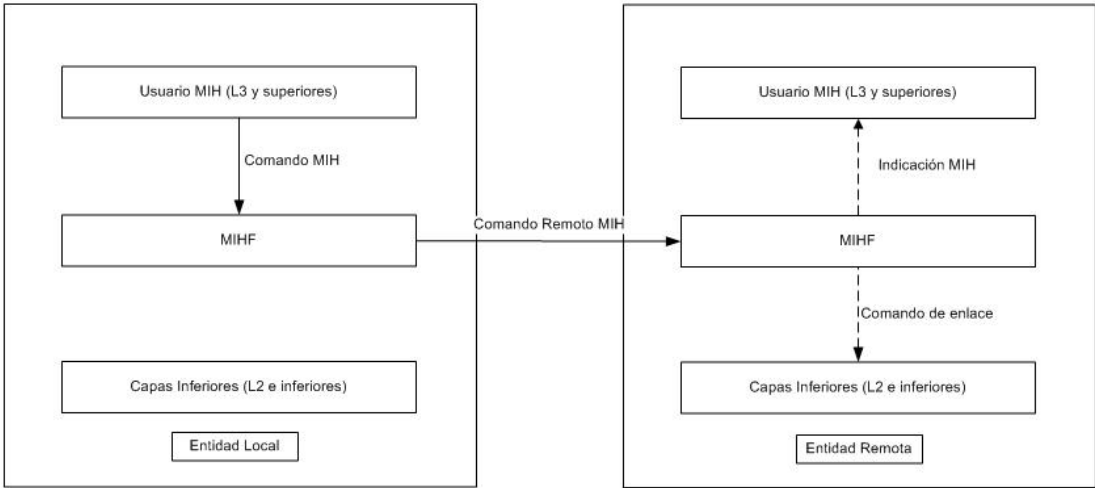 Usuario MIH (L3 y superiores)
Comando MIH
MIHF
Capas Inferiores (L2 e inferiores)
Entidad Local
Comando Remoto MIH
Usuario MIH (L3 y superiores)
Indicación MIH
MIHF
Comando de enlace
Capas Inferiores (L2 e inferiores)
Entidad Remota